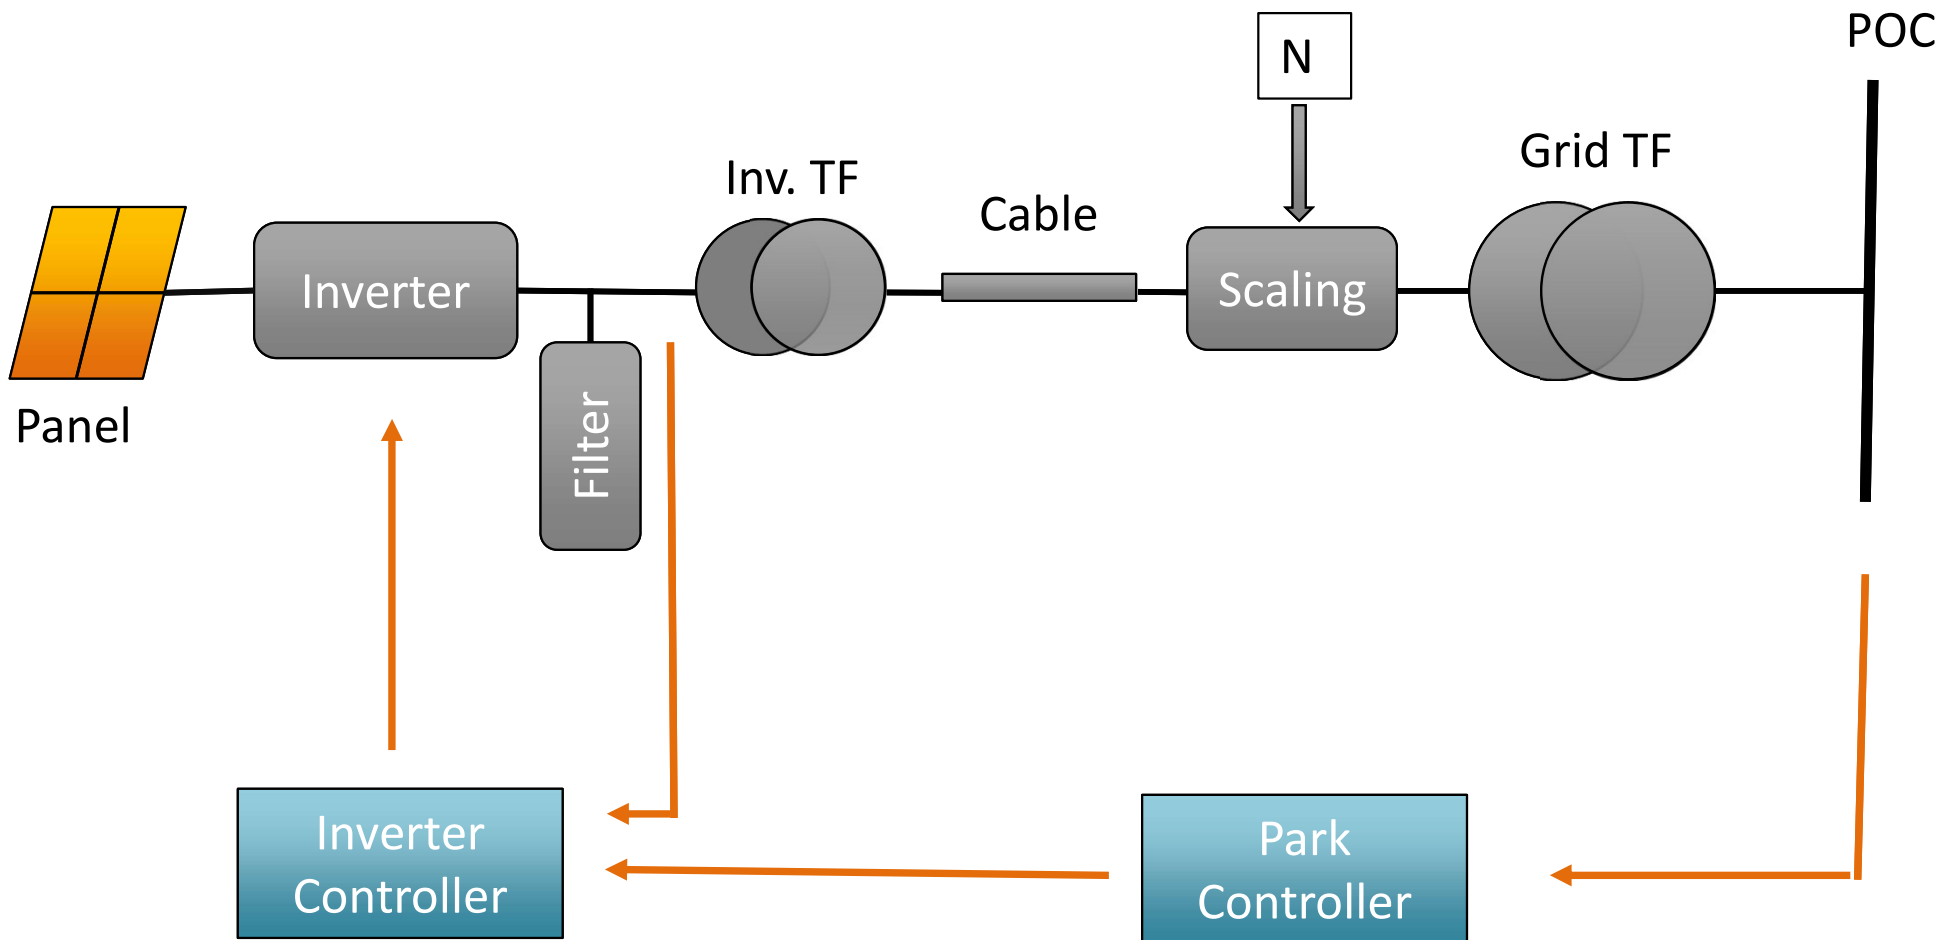 POC
N
Grid TF
Inv. TF
Cable
Inverter
Scaling
Panel
Filter
Inverter
Controller
Park
Controller